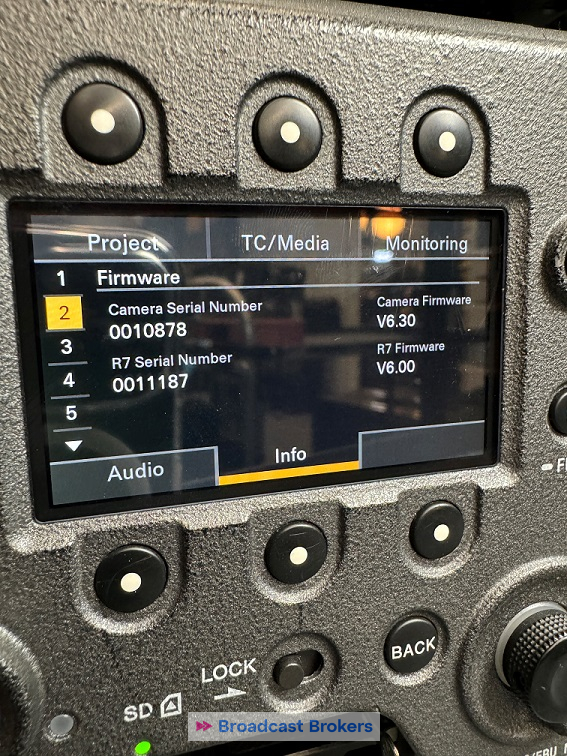 Project TC/Media Monitoring
1 Firmware
2 Camera Serial Number Camera Firmware
0010878 V6.30
3 R7 Serial Number R7 Firmware
4 0011187 V6.00
5
Audio Info
BACK
LOCK
SD
Broadcast Brokers